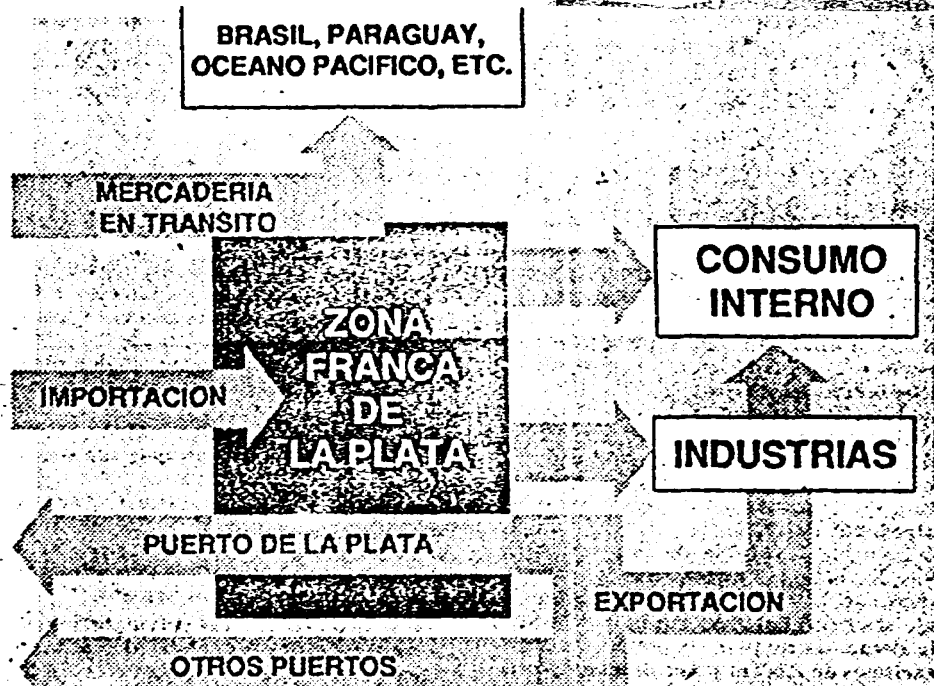 BRASIL, PARAGUAY,
OCEANO PACIFICO, ETC.
MERCADERIA
EN TRANSITO
ZONA
FRANCA
DE
LA PLATA
CONSUMO
INTERNO
IMPORTACION
INDUSTRIAS
PUERTO DE LA PLATA
EXPORTACION
OTROS PUERTOS